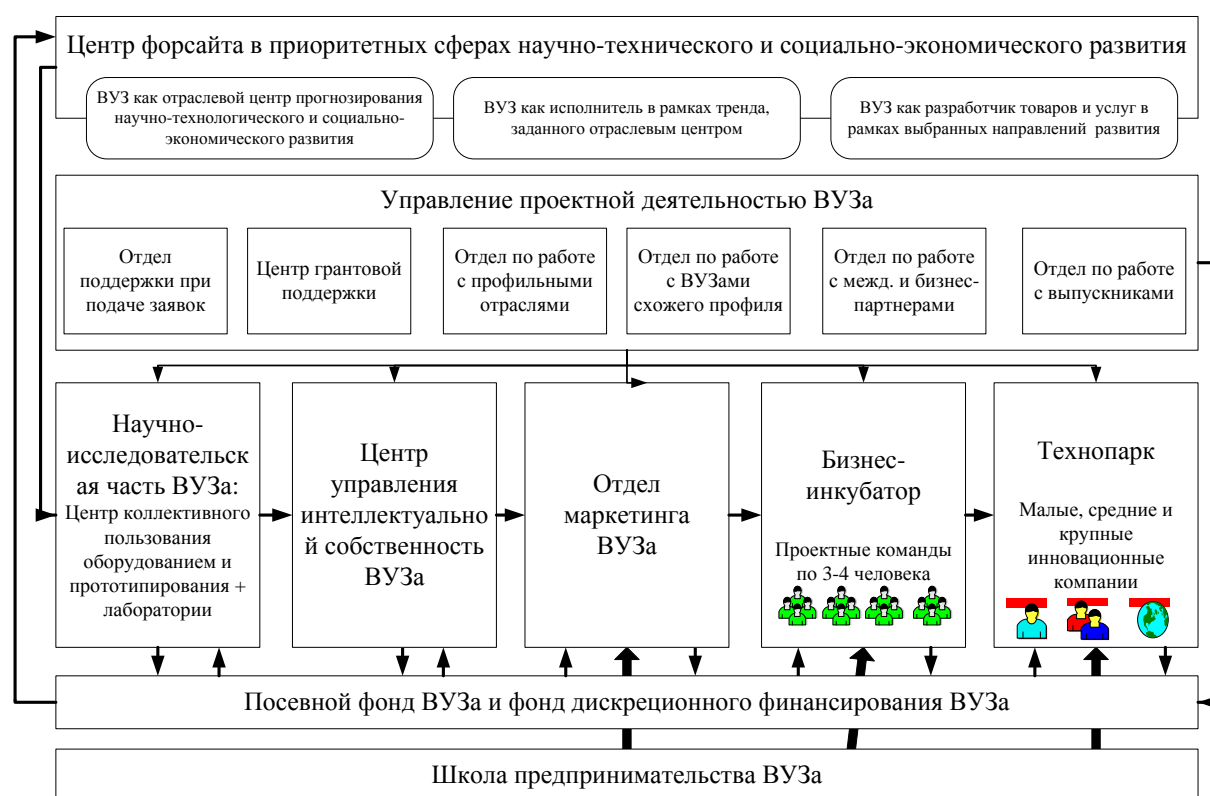 Центр форсайта в приоритетных сферах научно-технического и социально-экономического развития
ВУЗ как отраслевой центр прогнозирования
научно-технологического и социально-
экономического развития
ВУЗ как исполнитель в рамках тренда,
заданного отраслевым центром
ВУЗ как разработчик товаров и услуг в
рамках выбранных направлений развития
Управление проектной деятельностью ВУЗа
Отдел
поддержки при
подаче заявок
Центр грантовой
поддержки
Отдел по работе
с профильными
отраслями
Отдел по работе
с ВУЗами
схожего профиля
Отдел по работе
с межд. и бизнес-
партнерами
Отдел по работе
с выпускниками
Научно-
исследовательск
ая часть ВУЗа:
Центр коллективного
пользования
оборудованием и
прототипирования +
лаборатории
Центр
управления
интеллектуально
й собственность
ВУЗа
Отдел
маркетинга
ВУЗа
Бизнес-
инкубатор
Проектные команды
по 3-4 человека
Технопарк
Малые, средние и
крупные
инновационные
компании
Посевной фонд ВУЗа и фонд дискреционного финансирования ВУЗа
Школа предпринимательства ВУЗа